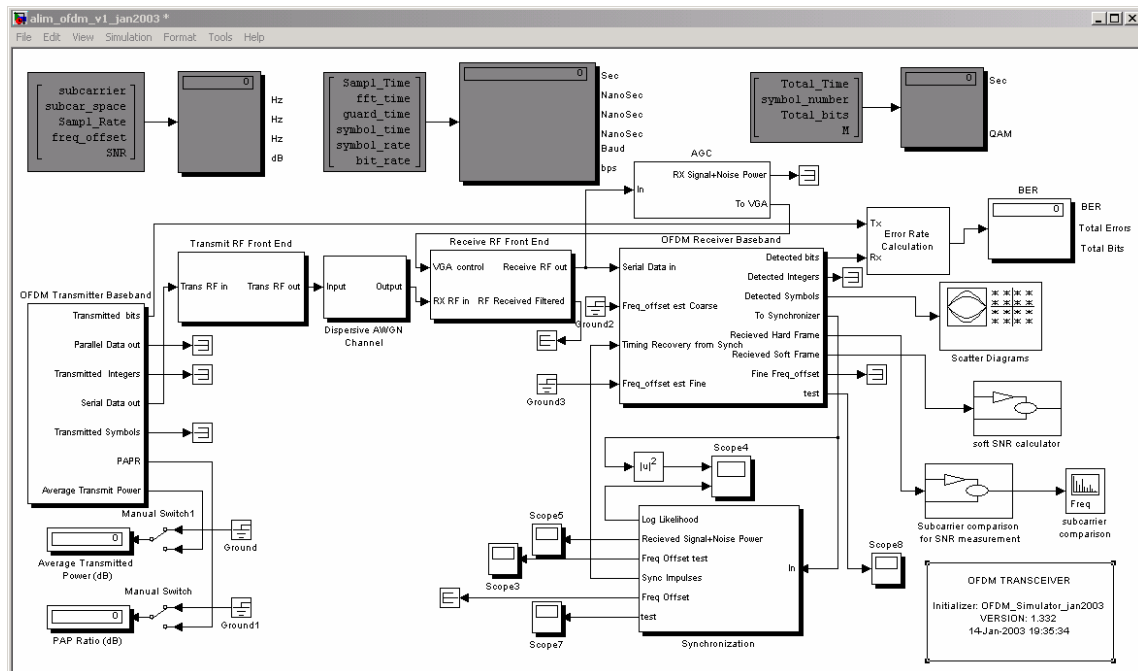 alim_ofdm_v1_jan2003 *
File Edit View Simulation Format Tools Help
subcarrier
subcar_space
Sampl_Rate
freq_offset
SNR
0
Hz
Hz
Hz
dB
Sampl_Time
fft_time
guard_time
symbol_time
symbol_rate
bit_rate
0
Sec
NanoSec
NanoSec
NanoSec
Baud
bps
Total_Time
symbol_number
Total_bits
M
0
Sec
QAM
AGC
In
RX Signal+Noise Power
To VGA
Tx
Rx
Error Rate
Calculation
BER
0
BER
Total Errors
Total Bits
OFDM Transmitter Baseband
Transmitted bits
Parallel Data out
Transmitted Integers
Serial Data out
Transmitted Symbols
PAPR
Average Transmit Power
Transmit RF Front End
Trans RF in
Trans RF out
Input
Output
Dispersive AWGN
Channel
Receive RF Front End
VGA control
RX RF in
Receive RF out
RF Received Filtered
Ground2
Ground3
OFDM Receiver Baseband
Serial Data in
Freq_offset est Coarse
Timing Recovery from Synch
Freq_offset est Fine
Detected bits
Detected Integers
Detected Symbols
To Synchronizer
Recieved Hard Frame
Recieved Soft Frame
Fine Freq_offset
test
Scatter Diagrams
soft SNR calculator
Subcarrier comparison
for SNR measurement
Freq
subcarrier
comparison
|u|²
Scope4
Scope5
Scope3
Scope7
Scope8
Log Likelihood
Recieved Signal+Noise Power
Freq Offset test
Sync Impulses
Freq Offset
test
In
Synchronization
Manual Switch1
0
Ground
Average Transmitted
Power (dB)
Manual Switch
0
Ground1
PAP Ratio (dB)
OFDM TRANSCEIVER
Initializer: OFDM_Simulator_jan2003
VERSION: 1.332
14-Jan-2003 19:35:34